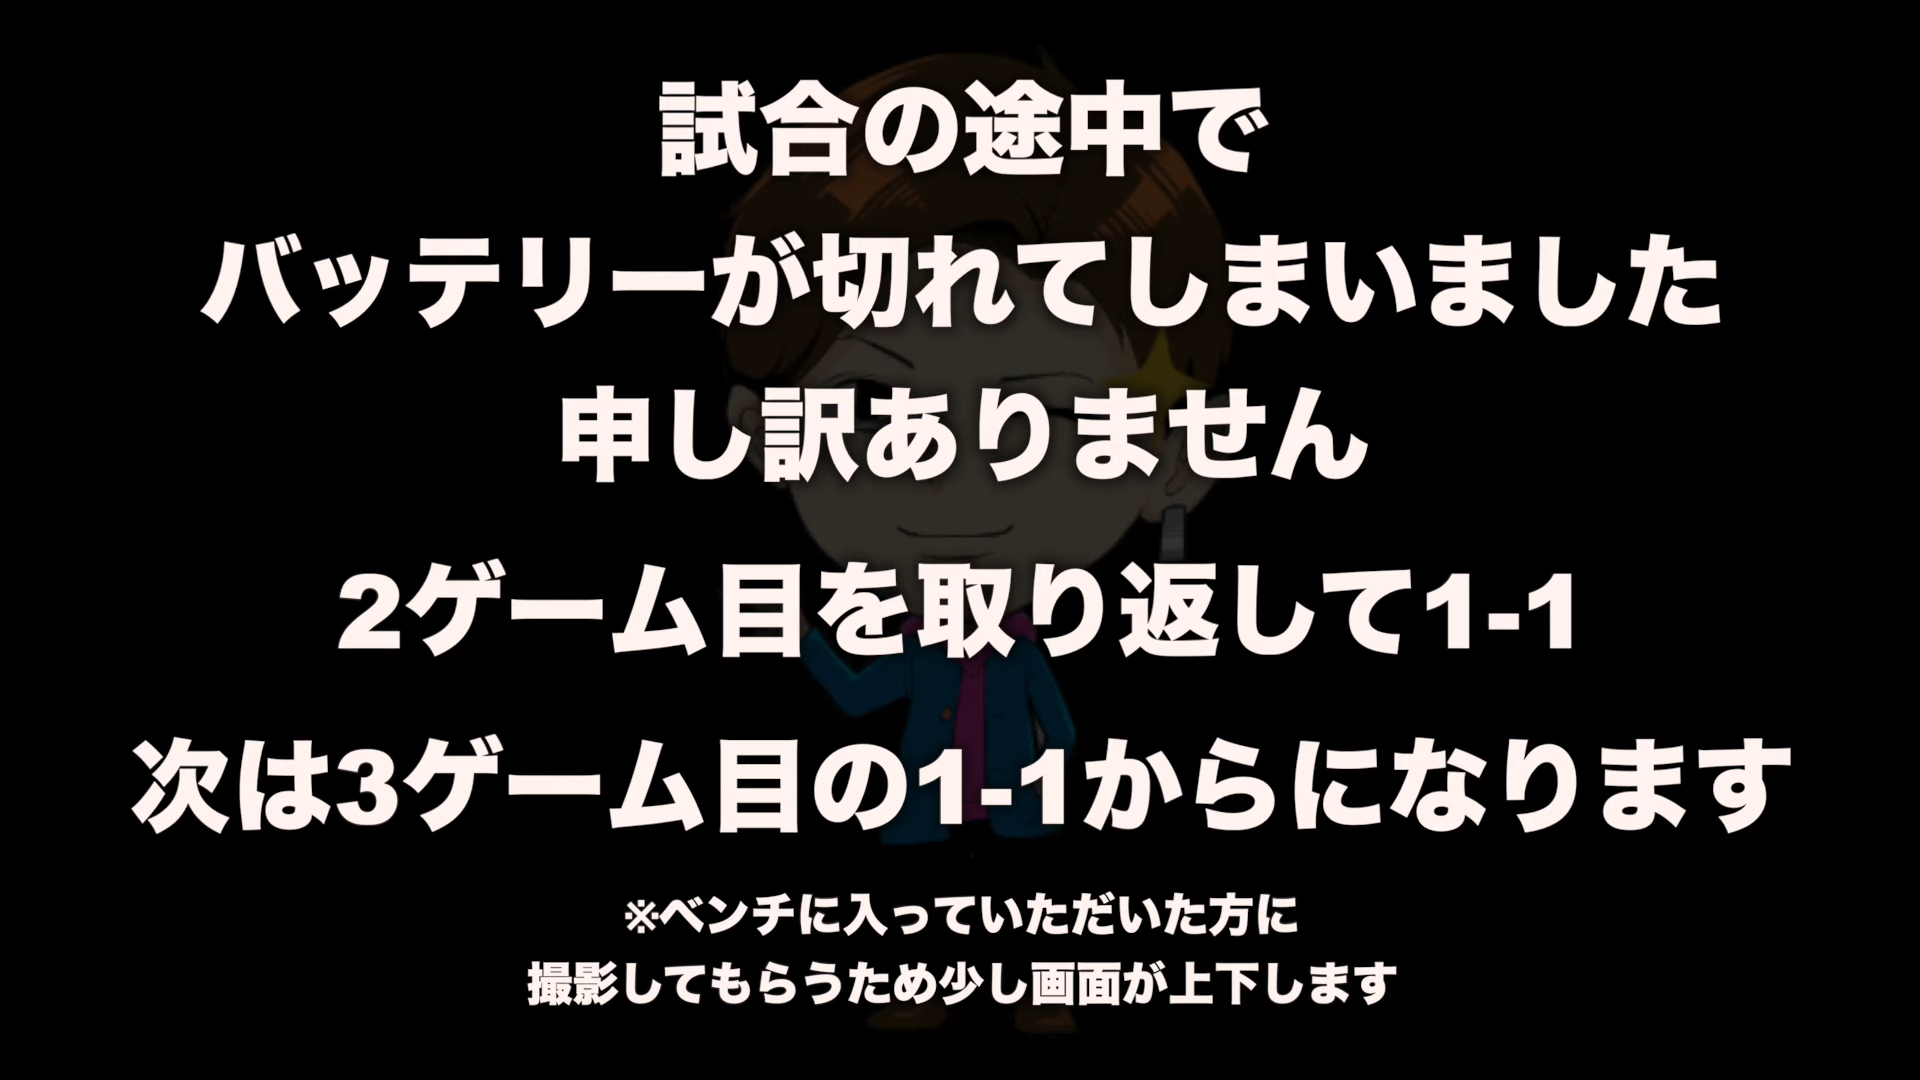 試合の途中で
バッテリーが切れてしまいました
申し訳ありません
2ゲーム目を取り返して1-1
次は3ゲーム目の1-1からになります
※ベンチに入っていただいた方に
撮影してもらうため少し画面が上下します